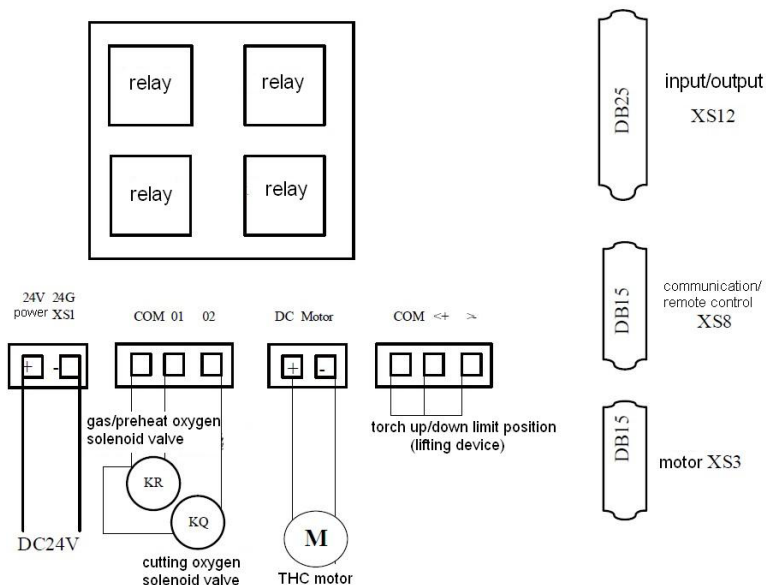 relay
relay
relay
relay
DB25
input/output
XS12
DB15
communication/
remote control
XS8
DB15
motor XS3
24V 24G
power XS1
+ -
DC24V
COM 01 02
gas/preheat oxygen
solenoid valve
KR
KQ
cutting oxygen
solenoid valve
DC Motor
+ -
M
THC motor
COM <+ >-
torch up/down limit position
(lifting device)